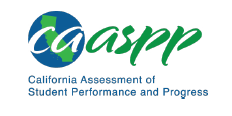 caaspp
California Assessment of
Student Performance and Progress